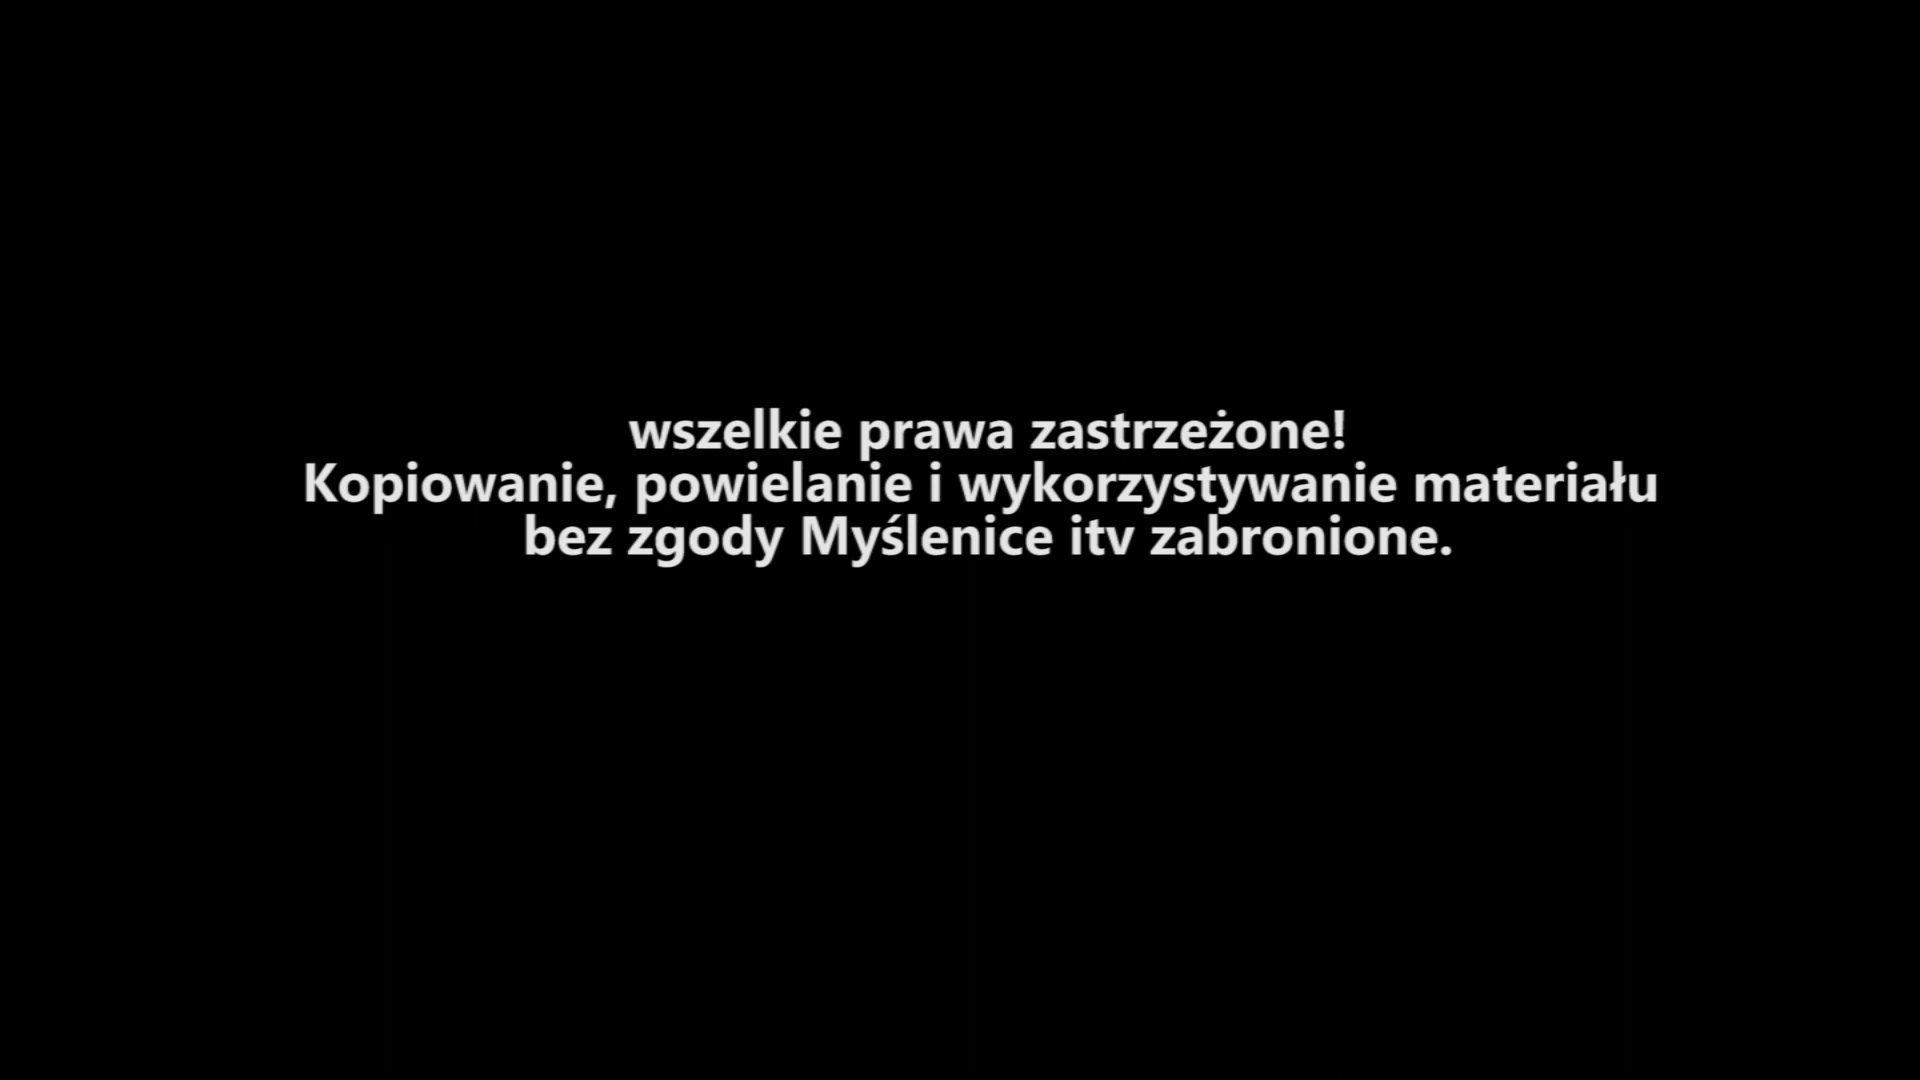 wszelkie prawa zastrzeżone!
Kopiowanie, powielanie i wykorzystywanie materiału
bez zgody Myślenice itv zabronione.